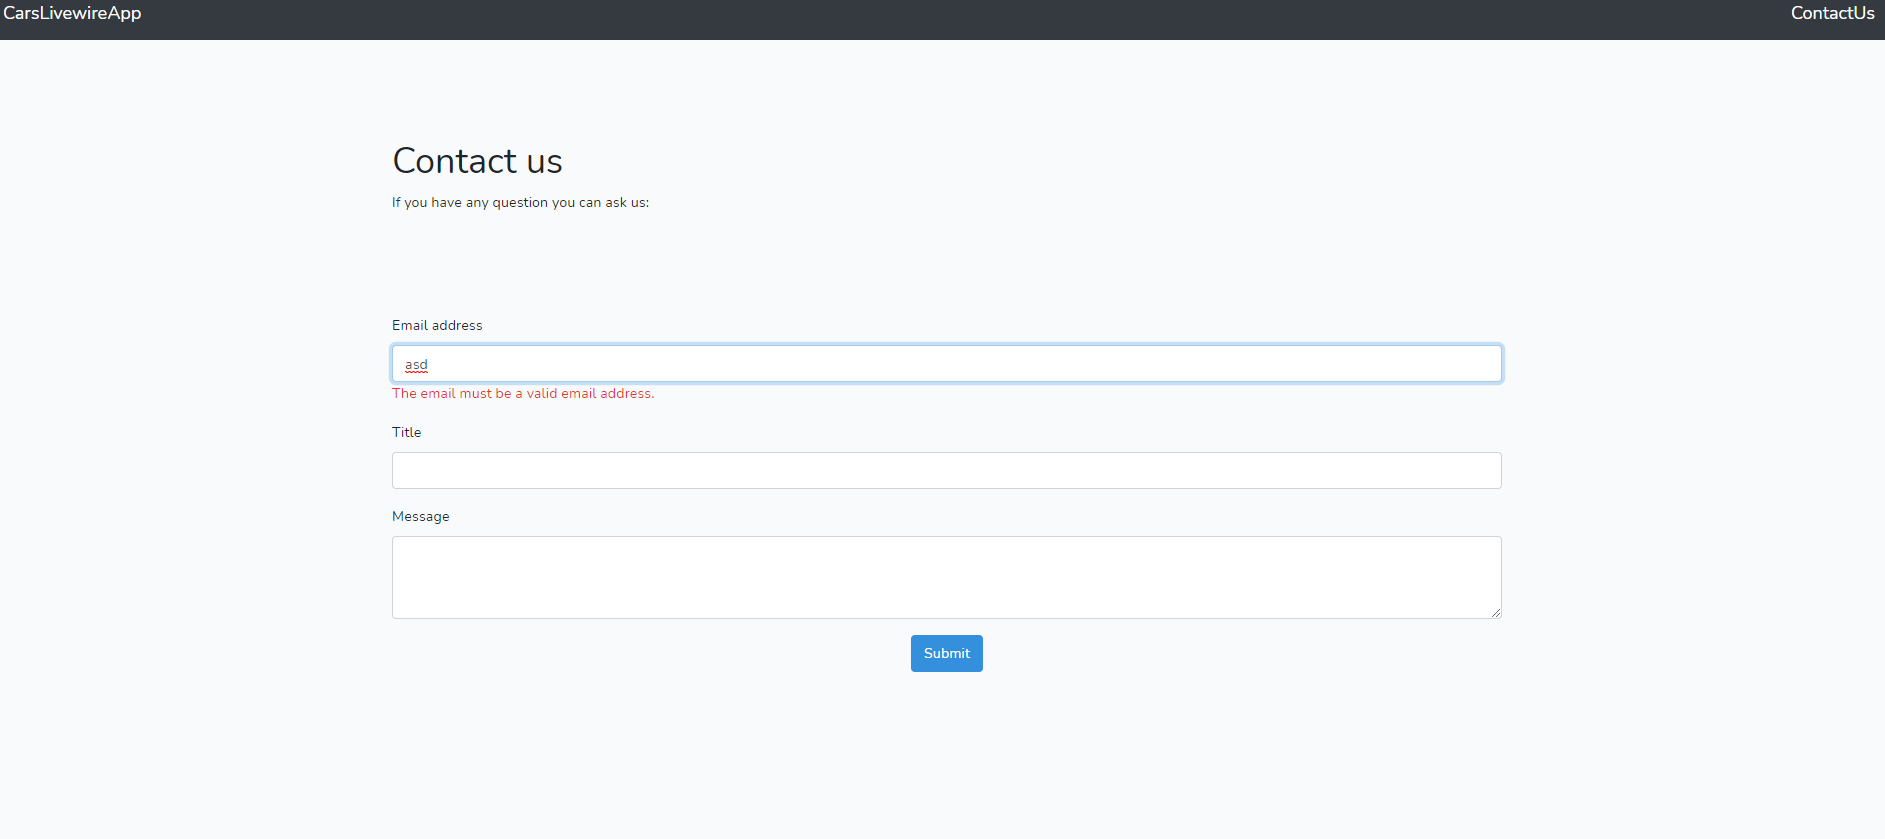 CarsLivewireApp ContactUs
Contact us
If you have any question you can ask us:
Email address
asd
The email must be a valid email address.
Title
Message
Submit